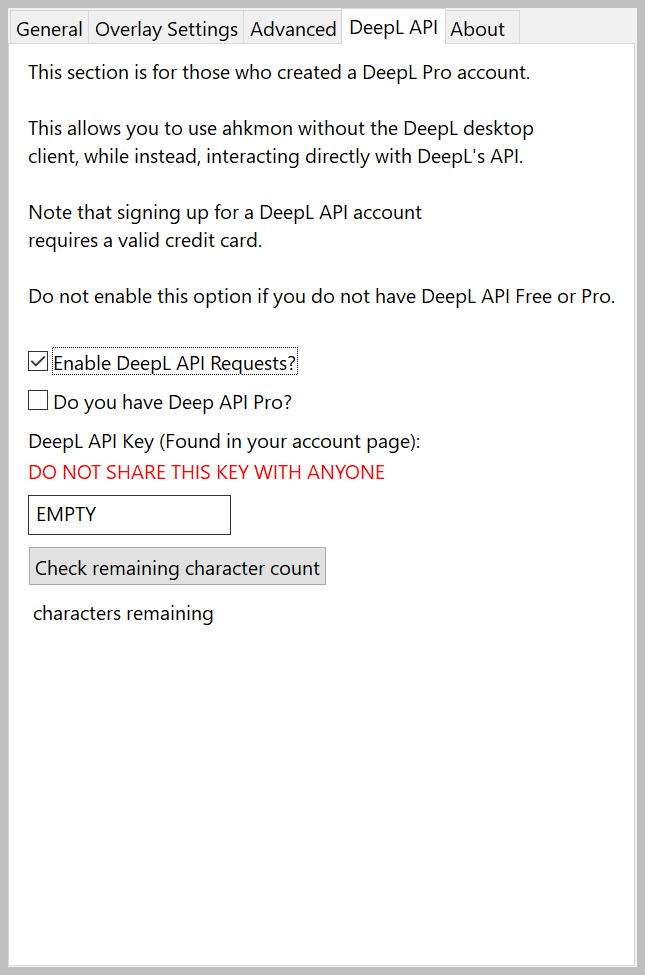 General Overlay Settings Advanced DeepL API About
This section is for those who created a DeepL Pro account.
This allows you to use ahkmon without the DeepL desktop
client, while instead, interacting directly with DeepL's API.
Note that signing up for a DeepL API account
requires a valid credit card.
Do not enable this option if you do not have DeepL API Free or Pro.
Enable DeepL API Requests?
Do you have Deep API Pro?
DeepL API Key (Found in your account page):
DO NOT SHARE THIS KEY WITH ANYONE
EMPTY
Check remaining character count
characters remaining